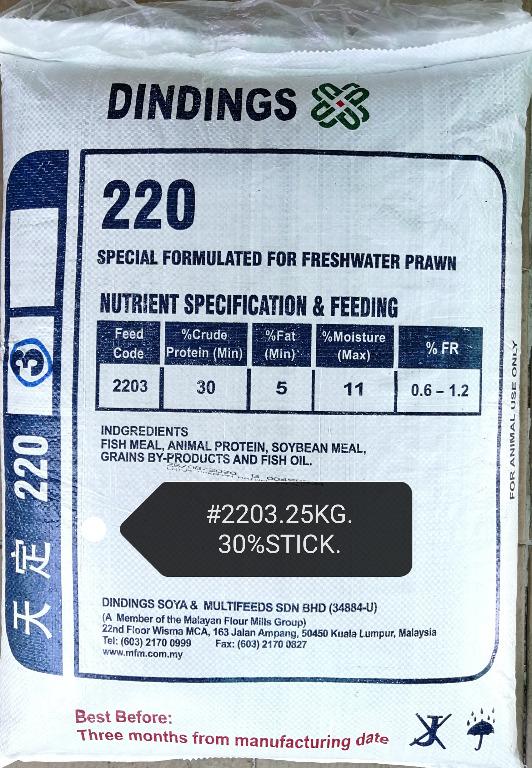 DINDINGS
220
SPECIAL FORMULATED FOR FRESHWATER PRAWN
NUTRIENT SPECIFICATION & FEEDING
Feed Code %Crude Protein (Min) %Fat (Min) %Moisture (Max) % FR
2203 30 5 11 0.6 – 1.2
INDGREDIENTS
FISH MEAL, ANIMAL PROTEIN, SOYBEAN MEAL,
GRAINS BY-PRODUCTS AND FISH OIL.
#2203.25KG.
30%STICK.
DINDINGS SOYA & MULTIFEEDS SDN BHD (34884-U)
(A Member of the Malayan Flour Mills Group)
22nd Floor Wisma MCA, 163 Jalan Ampang, 50450 Kuala Lumpur, Malaysia
Tel: (603) 2170 0999 Fax: (603) 2170 0827
www.mfm.com.my
天定 220 3
FOR ANIMAL USE ONLY
Best Before:
Three months from manufacturing date